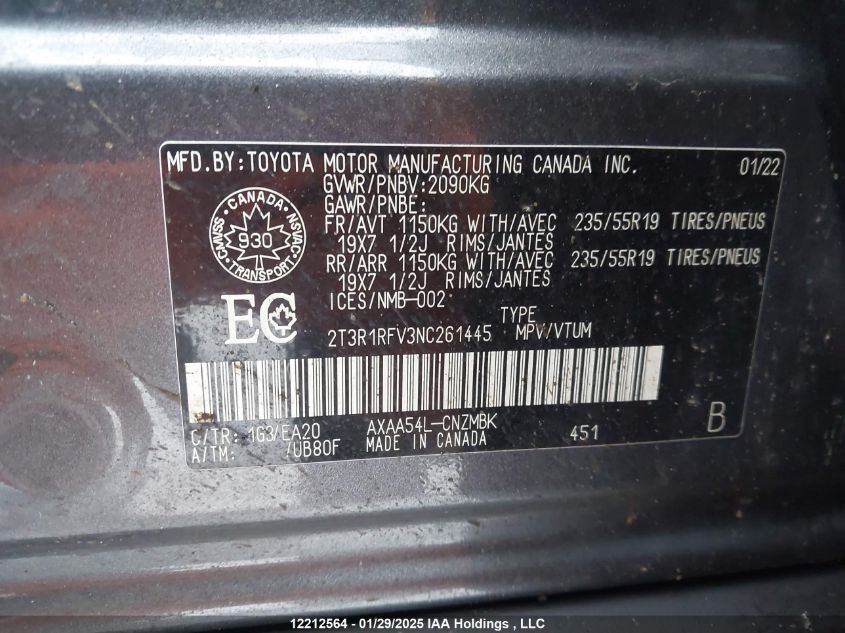 MFD.BY:TOYOTA MOTOR MANUFACTURING CANADA INC. 01/22
GVWR/PNBV:2090KG
GAWR/PNBE:
FR/AVT 1150KG WITH/AVEC 235/55R19 TIRES/PNEUS
19X7 1/2J RIMS/JANTES
RR/ARR 1150KG WITH/AVEC 235/55R19 TIRES/PNEUS
19X7 1/2J RIMS/JANTES
ICES/NMB-002
CANADA
CMVSS
930
NSVAC
TRANSPORT
EC
TYPE
2T3R1RFV3NC261445 MPV/VTUM
C/TR: 1G3/EA20 AXAA54L-CNZMBK
A/TM: /UB80F MADE IN CANADA 451 B
12212564 - 01/29/2025 IAA Holdings , LLC